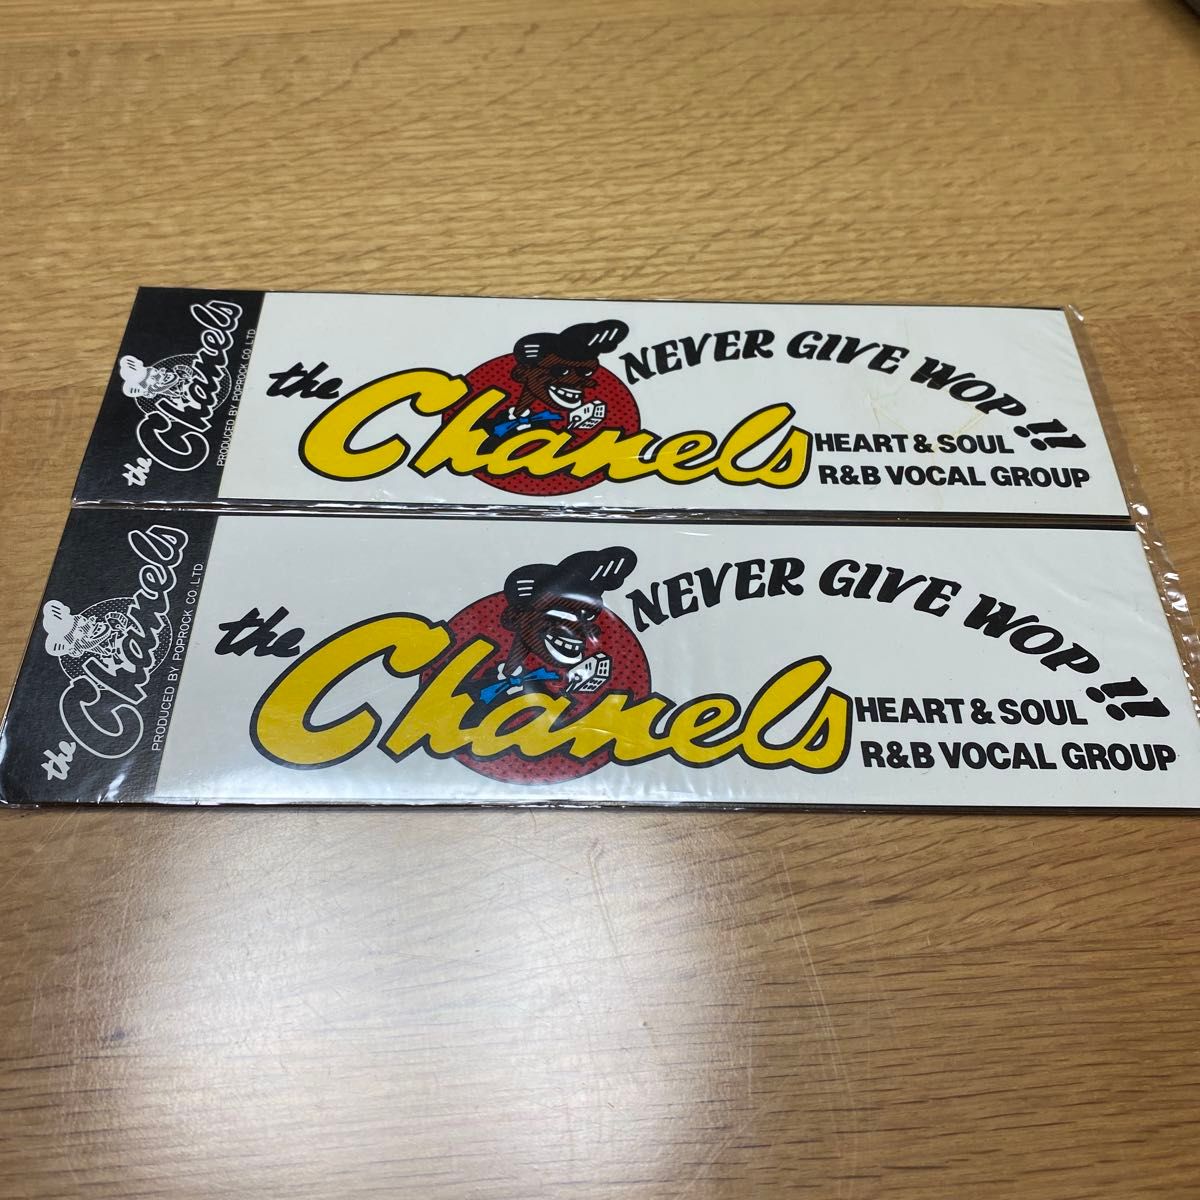 the Chanels
PRODUCED BY POPROCK CO.,LTD.
the Chanels
NEVER GIVE WOP!!
HEART & SOUL
R&B VOCAL GROUP
the Chanels
PRODUCED BY POPROCK CO.,LTD.
the Chanels
NEVER GIVE WOP!!
HEART & SOUL
R&B VOCAL GROUP